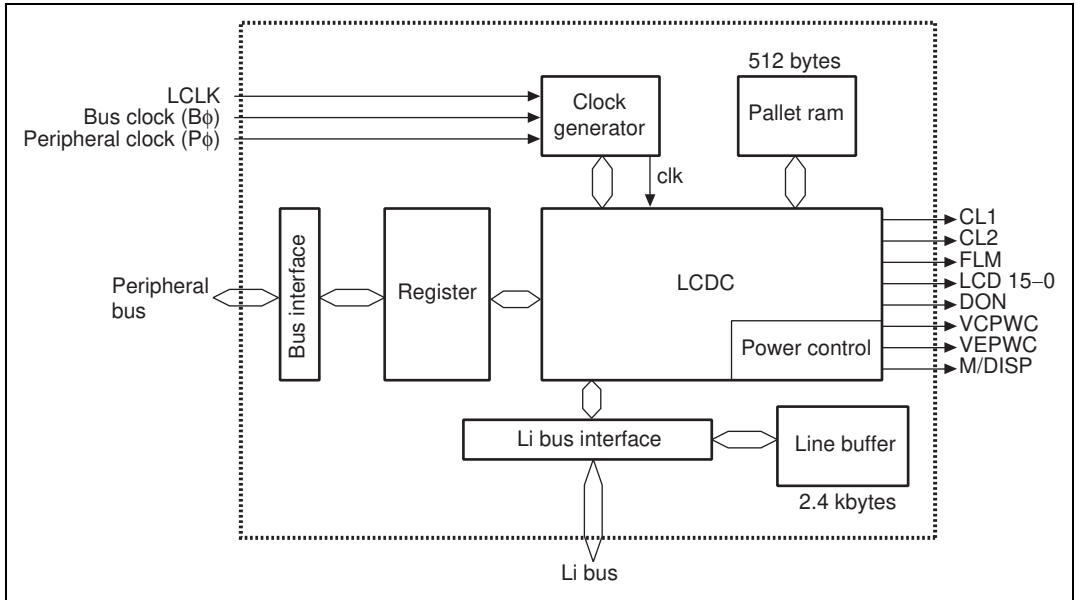 512 bytes
LCLK
Bus clock (Bϕ)
Peripheral clock (Pϕ)
Clock
generator
Pallet ram
clk
Peripheral
bus
Bus interface
Register
LCDC
Power control
CL1
CL2
FLM
LCD 15–0
DON
VCPWC
VEPWC
M/DISP
Li bus interface
Line buffer
2.4 kbytes
Li bus